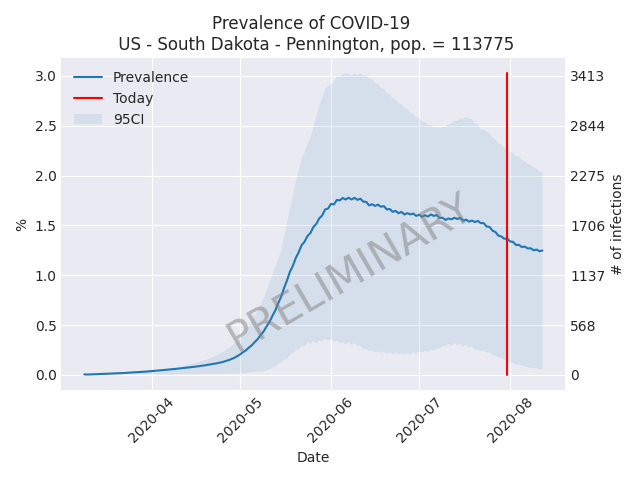 Prevalence of COVID-19
US - South Dakota - Pennington, pop. = 113775
Prevalence
Today
95CI
3.0
2.5
2.0
1.5
1.0
0.5
0.0
%
3413
2844
2275
1706
1137
568
0
# of infections
PRELIMINARY
2020-04
2020-05
2020-06
2020-07
2020-08
Date